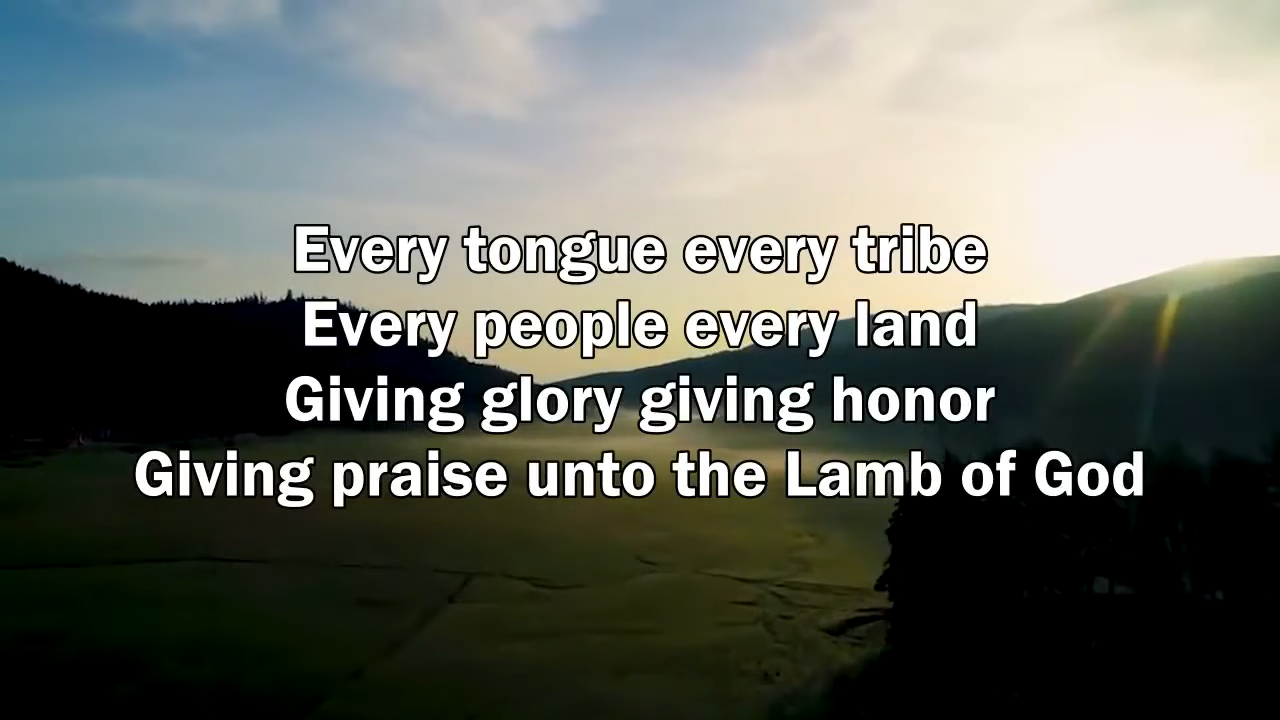 Every tongue every tribe
Every people every land
Giving glory giving honor
Giving praise unto the Lamb of God